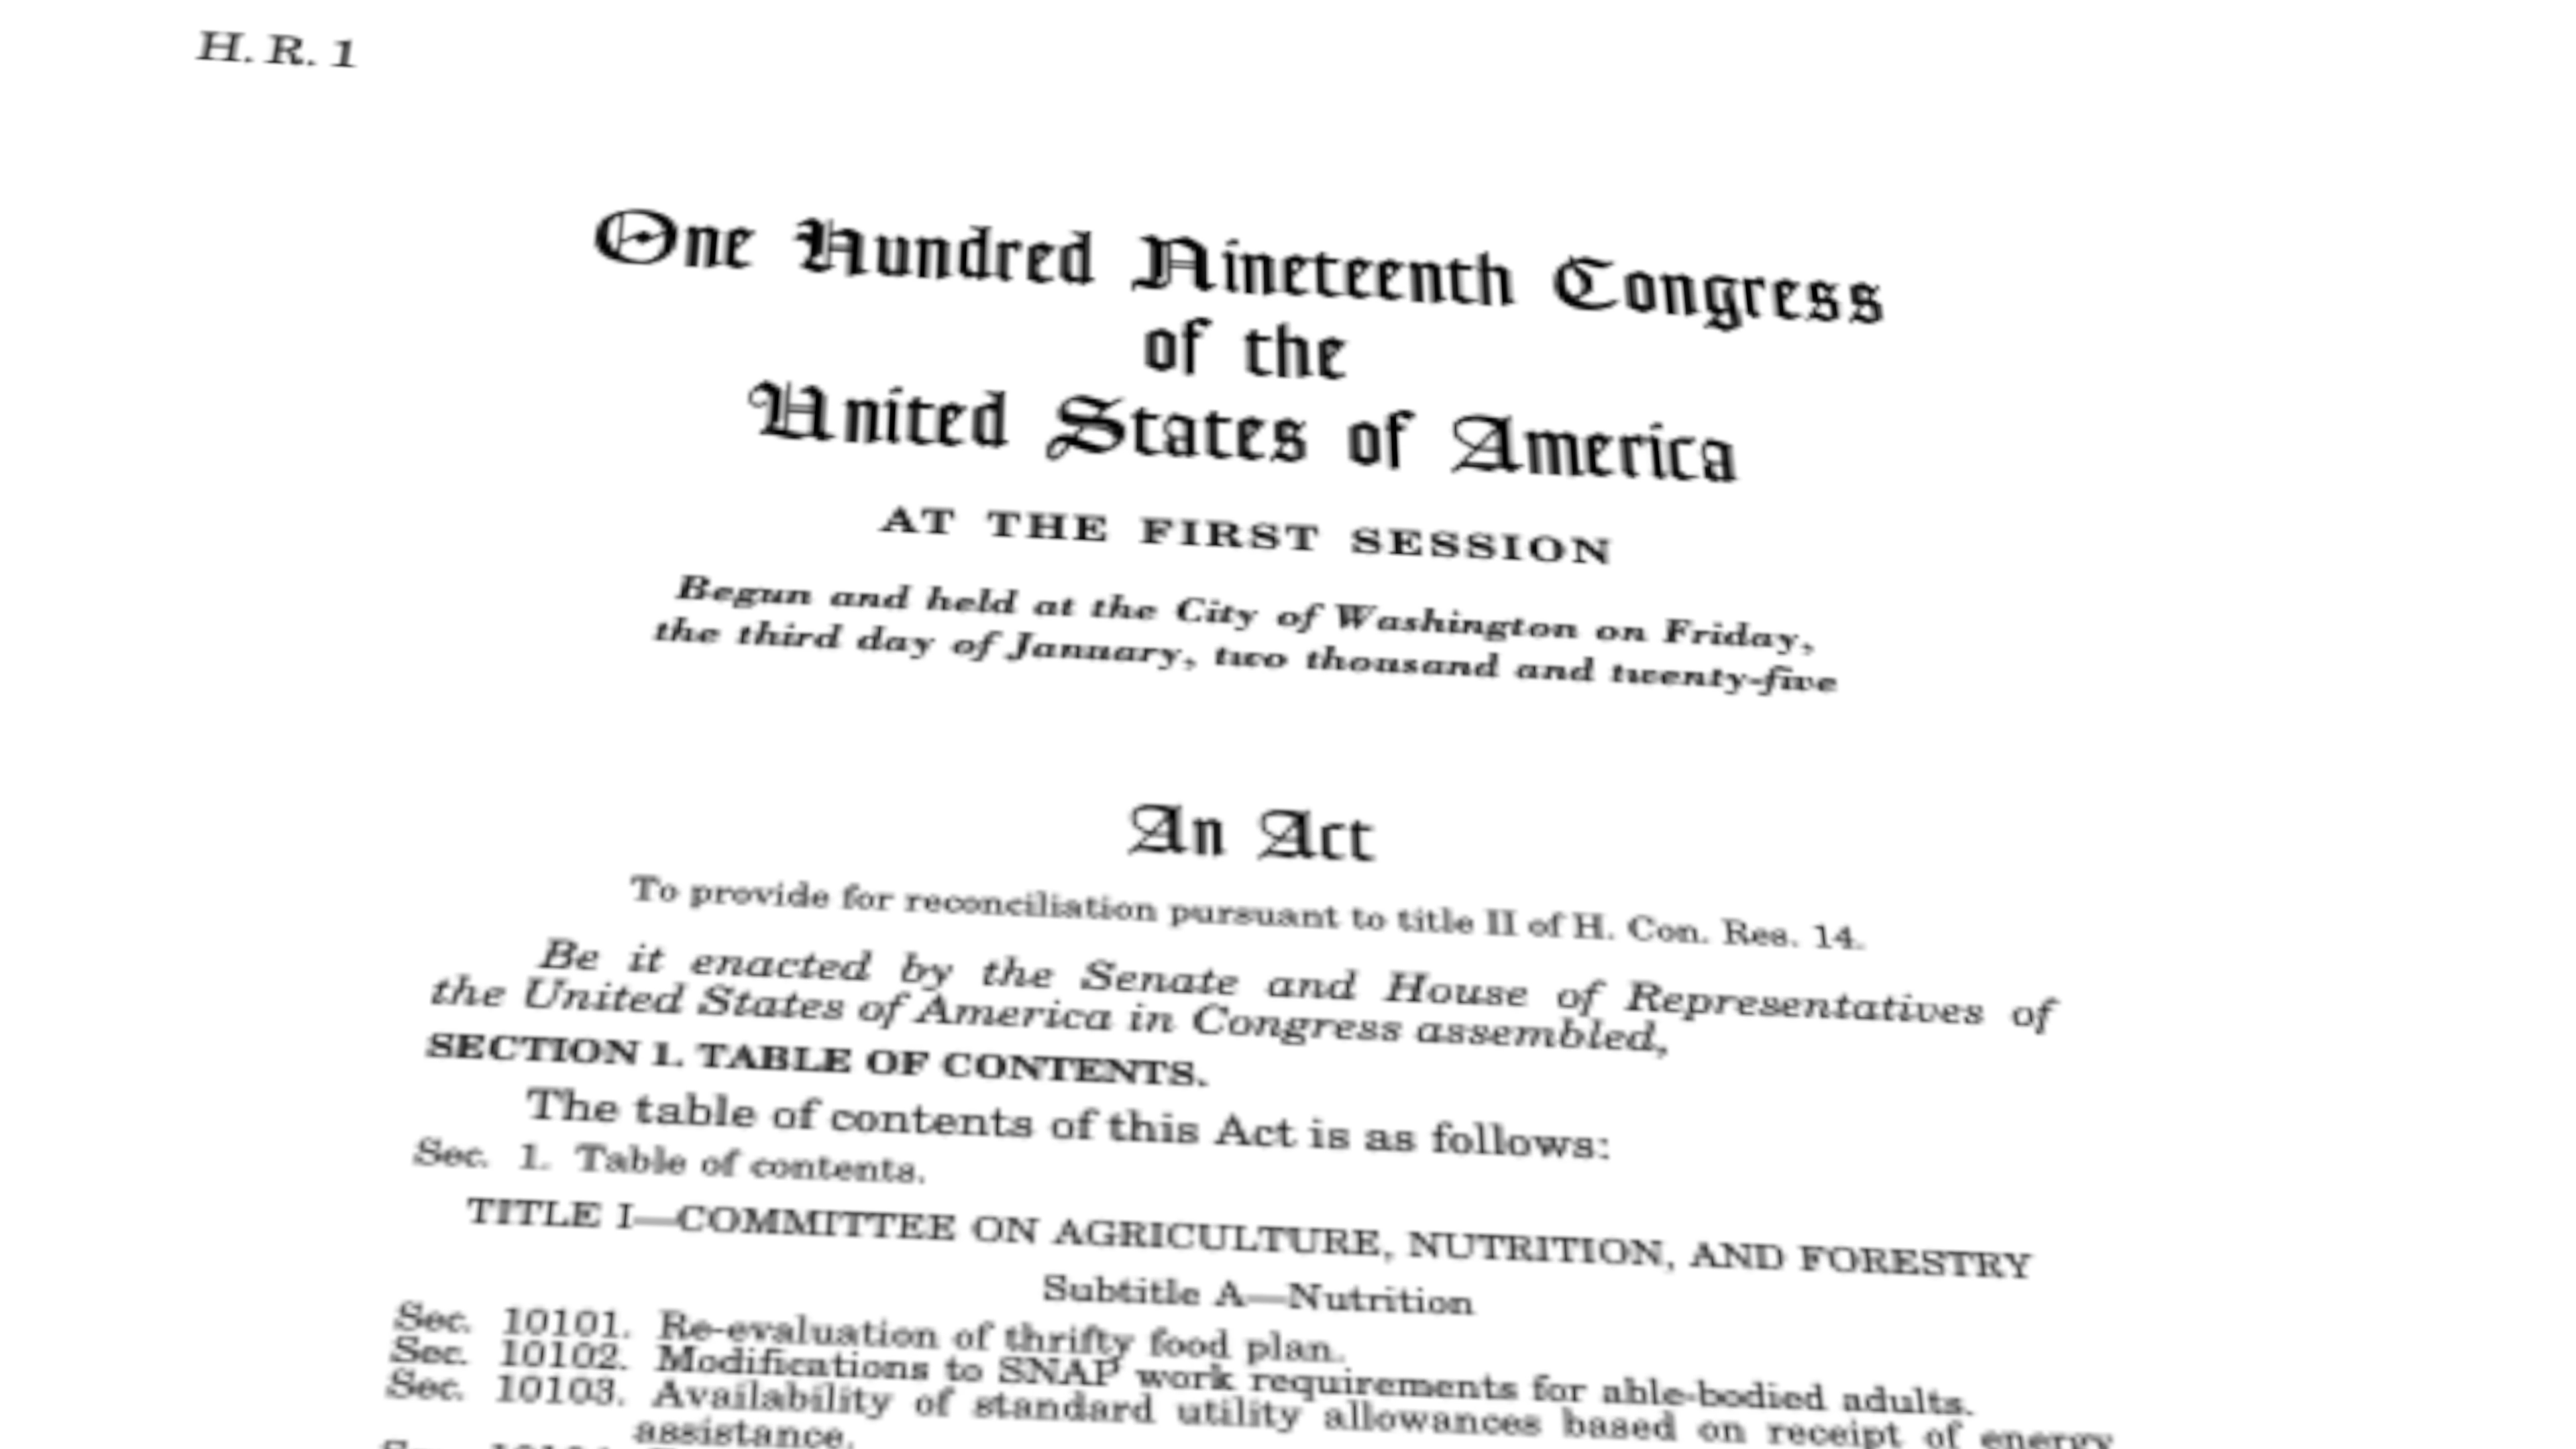 H. R. 1
One Hundred Nineteenth Congress
of the
United States of America
AT THE FIRST SESSION
Begun and held at the City of Washington on Friday,
the third day of January, two thousand and twenty-five
An Act
To provide for reconciliation pursuant to title II of H. Con. Res. 14.
Be it enacted by the Senate and House of Representatives of
the United States of America in Congress assembled,
SECTION 1. TABLE OF CONTENTS.
The table of contents of this Act is as follows:
Sec. 1. Table of contents.
TITLE I—COMMITTEE ON AGRICULTURE, NUTRITION, AND FORESTRY
Subtitle A—Nutrition
Sec. 10101. Re-evaluation of thrifty food plan.
Sec. 10102. Modifications to SNAP work requirements for able-bodied adults.
Sec. 10103. Availability of standard utility allowances based on receipt of energy
assistance.